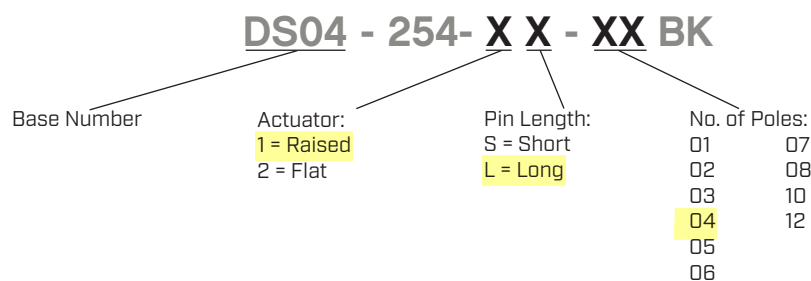 DS04 - 254- X X - XX BK
Base Number
Actuator:
1 = Raised
2 = Flat
Pin Length:
S = Short
L = Long
No. of Poles:
01 07
02 08
03 10
04 12
05
06